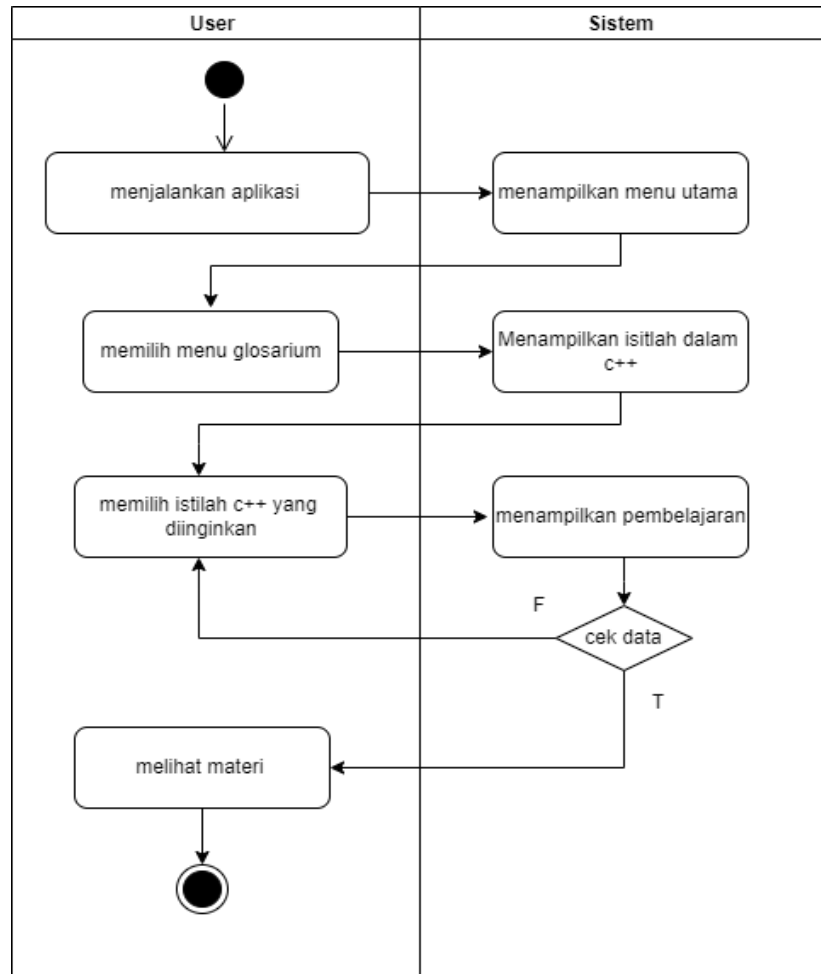 User
Sistem
menjalankan aplikasi
menampilkan menu utama
memilih menu glosarium
Menampilkan isitlah dalam
c++
memilih istilah c++ yang
diinginkan
menampilkan pembelajaran
F
cek data
T
melihat materi